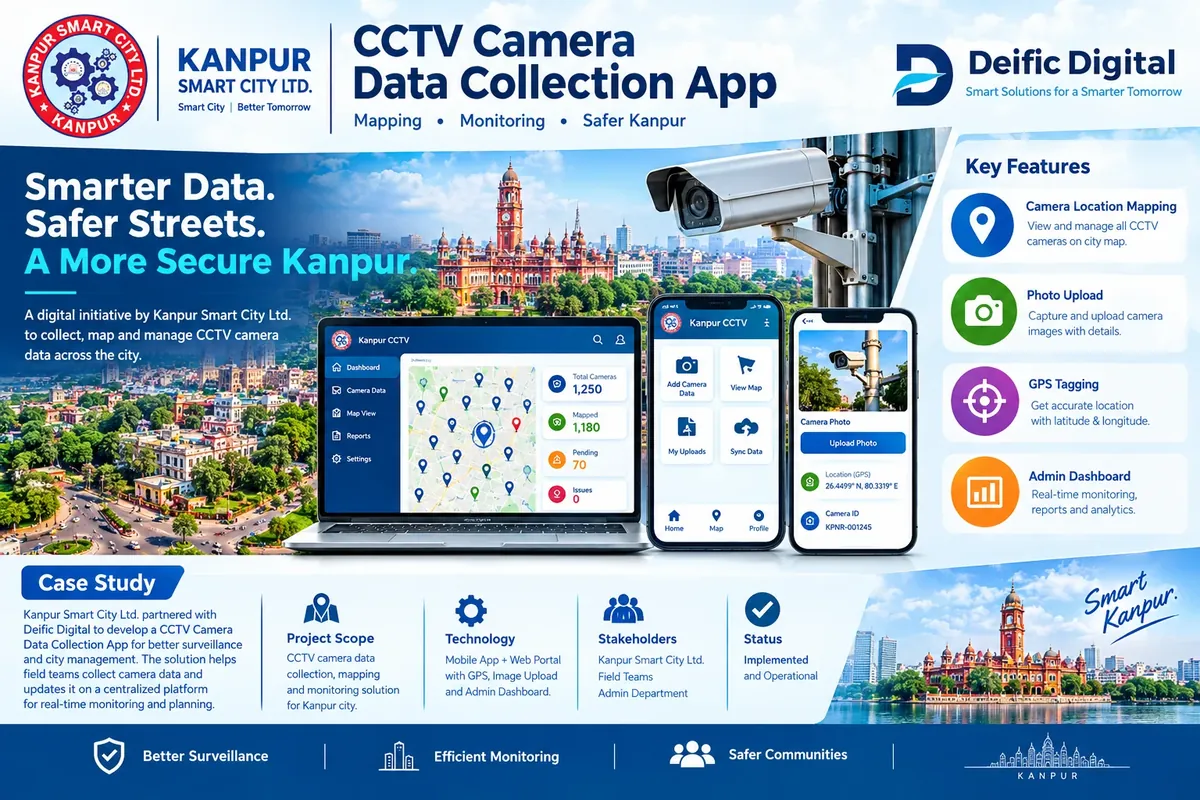 KANPUR SMART CITY LTD.
KANPUR
KANPUR
SMART CITY LTD.
Smart City | Better Tomorrow
CCTV Camera
Data Collection App
Mapping • Monitoring • Safer Kanpur
Deific Digital
Smart Solutions for a Smarter Tomorrow
Smarter Data.
Safer Streets.
A More Secure Kanpur.
A digital initiative by Kanpur Smart City Ltd.
to collect, map and manage CCTV camera
data across the city.
Kanpur CCTV
Dashboard
Camera Data
Map View
Reports
Settings
Total Cameras
1,250
Mapped
1,180
Pending
70
Issues
0
Kanpur CCTV
Add Camera
Data
View Map
My Uploads
Sync Data
Home
Map
Profile
Camera Photo
Upload Photo
Location (GPS)
26.4499° N, 80.3319° E
Camera ID
KPNR-001245
Key Features
Camera Location Mapping
View and manage all CCTV
cameras on city map.
Photo Upload
Capture and upload camera
images with details.
GPS Tagging
Get accurate location
with latitude & longitude.
Admin Dashboard
Real-time monitoring,
reports and analytics.
Case Study
Kanpur Smart City Ltd. partnered with
Deific Digital to develop a CCTV Camera
Data Collection App for better surveillance
and city management. The solution helps
field teams collect camera data and
updates it on a centralized platform
for real-time monitoring and planning.
Project Scope
CCTV camera data
collection, mapping
and monitoring solution
for Kanpur city.
Technology
Mobile App + Web Portal
with GPS, Image Upload
and Admin Dashboard.
Stakeholders
Kanpur Smart City Ltd.
Field Teams
Admin Department
Status
Implemented
and Operational
Smart
Kanpur.
Better Surveillance
Efficient Monitoring
Safer Communities
KANPUR